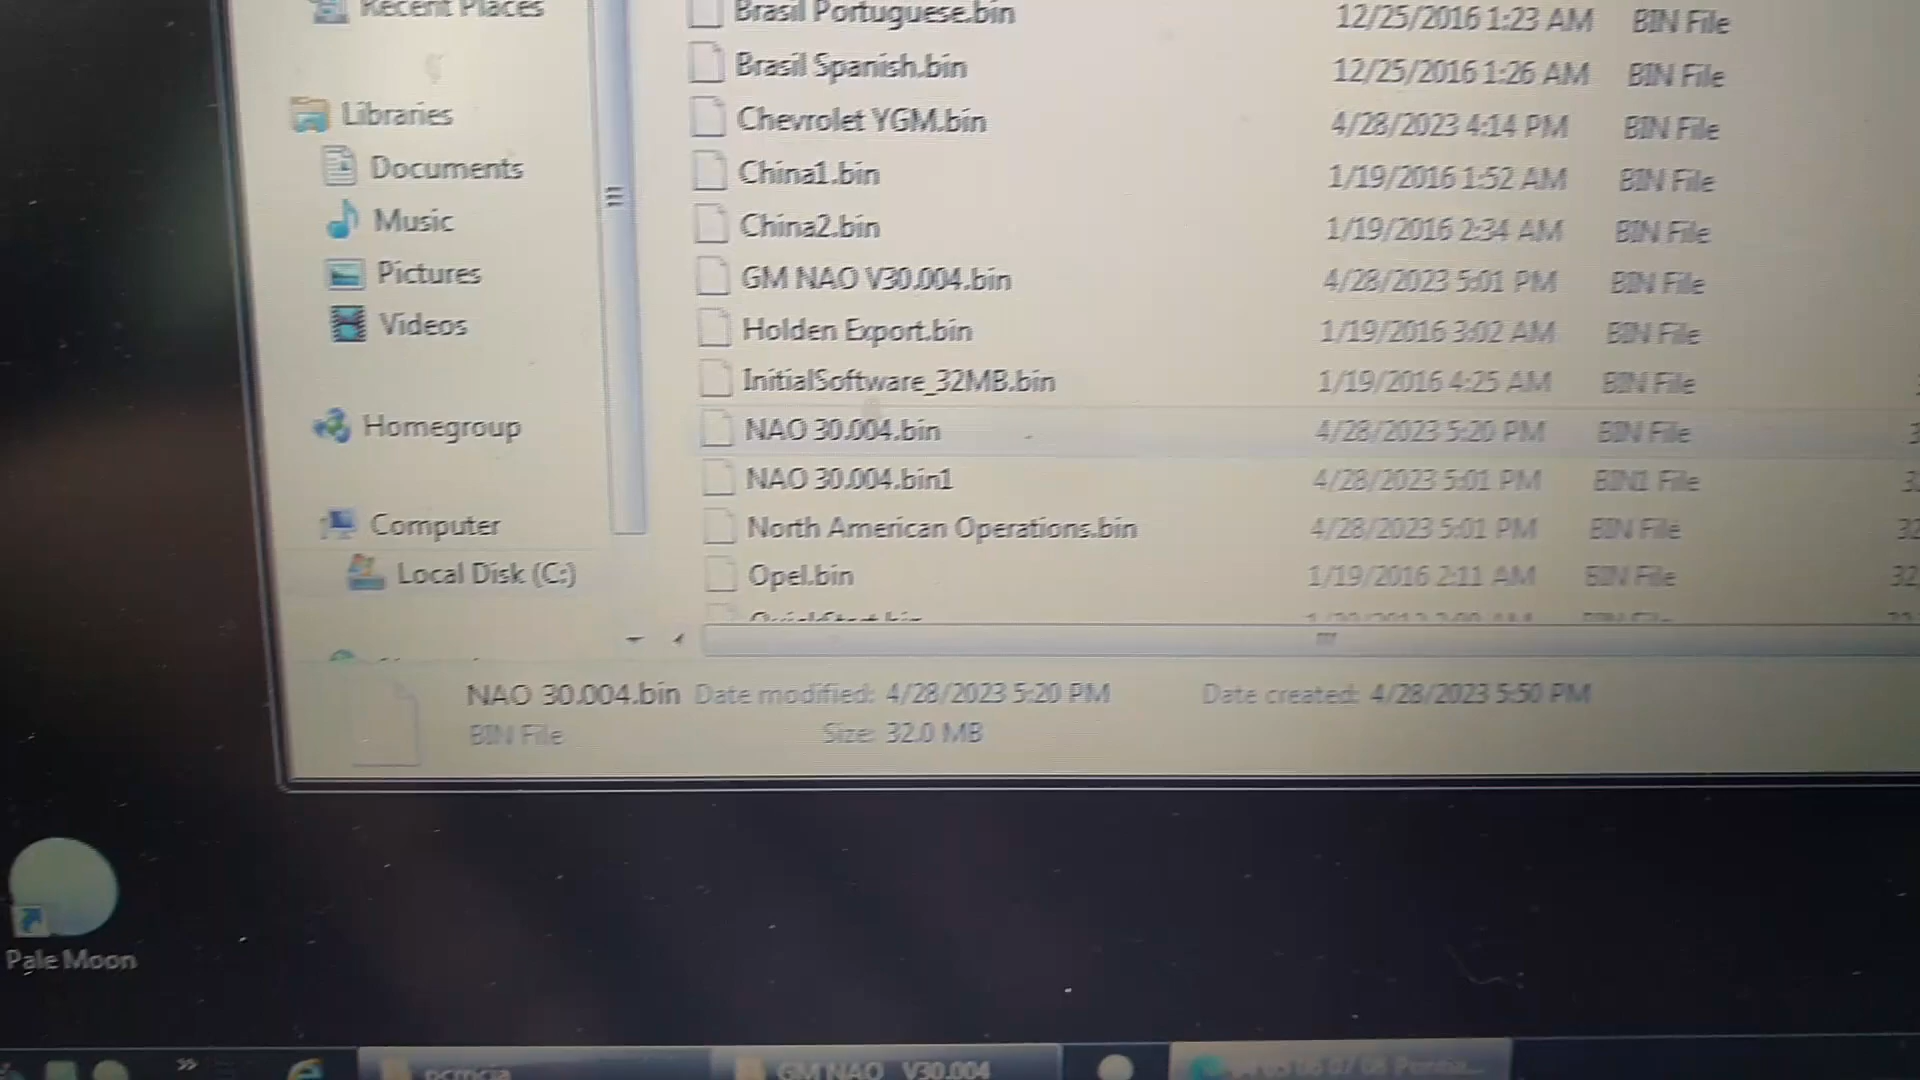 Recent Places
Brasil Portuguese.bin 12/25/2016 1:23 AM BIN File
Brasil Spanish.bin 12/25/2016 1:26 AM BIN File
Libraries
Chevrolet YGM.bin 4/28/2023 4:14 PM BIN File
Documents
China1.bin 1/19/2016 1:52 AM BIN File
Music
China2.bin 1/19/2016 2:34 AM BIN File
Pictures
GM NAO V30.004.bin 4/28/2023 5:01 PM BIN File
Videos
Holden Export.bin 1/19/2016 3:02 AM BIN File
InitialSoftware_32MB.bin 1/19/2016 4:25 AM BIN File
Homegroup
NAO 30.004.bin 4/28/2023 5:20 PM BIN File
NAO 30.004.bin1 4/28/2023 5:01 PM BIN1 File
Computer
North American Operations.bin 4/28/2023 5:01 PM BIN File 32
Local Disk (C:)
Opel.bin 1/19/2016 2:11 AM BIN File 32
NAO 30.004.bin Date modified: 4/28/2023 5:20 PM Date created: 4/28/2023 5:50 PM
BIN File Size: 32.0 MB
Pale Moon
pcmcia GM NAO V30.004